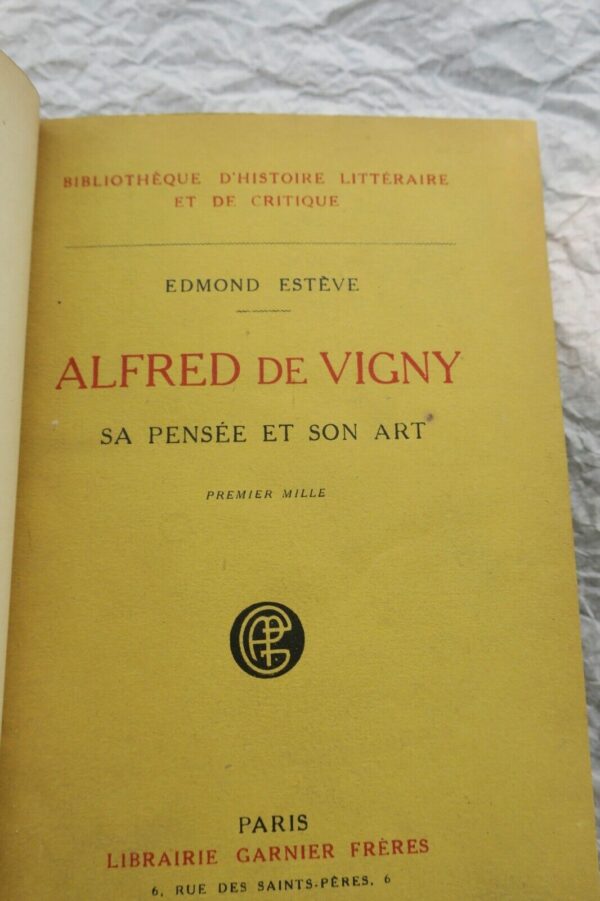 BIBLIOTHÈQUE D'HISTOIRE LITTÉRAIRE
ET DE CRITIQUE
EDMOND ESTÈVE
ALFRED DE VIGNY
SA PENSÉE ET SON ART
PREMIER MILLE
PARIS
LIBRAIRIE GARNIER FRÈRES
6, RUE DES SAINTS-PÈRES, 6